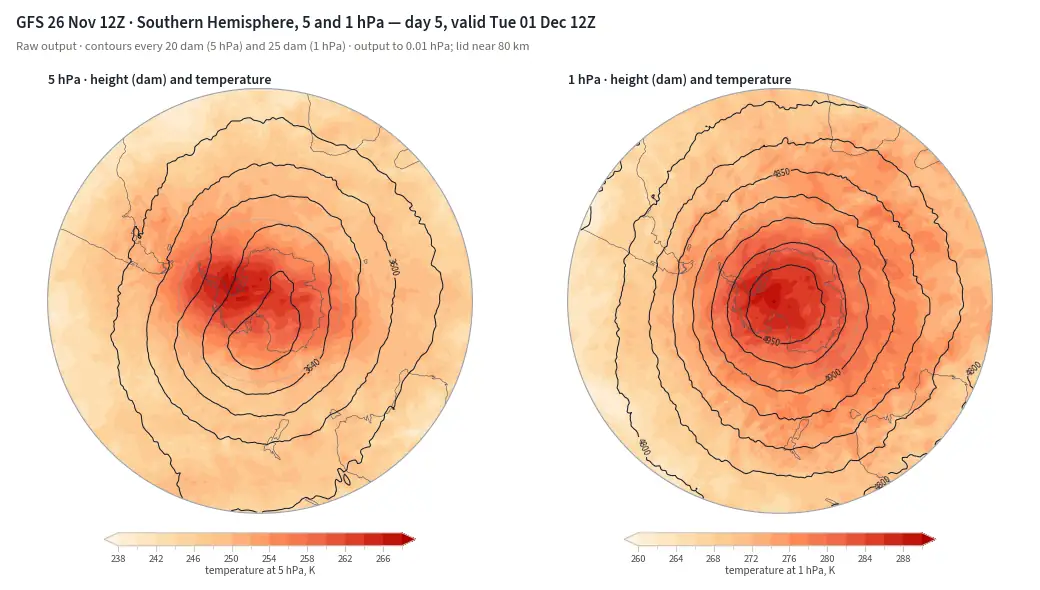 GFS 26 Nov 12Z · Southern Hemisphere, 5 and 1 hPa — day 5, valid Tue 01 Dec 12Z
Raw output · contours every 20 dam (5 hPa) and 25 dam (1 hPa) · output to 0.01 hPa; lid near 80 km
5 hPa · height (dam) and temperature
1 hPa · height (dam) and temperature
4850
3600
4950
3640
4900
4800
4800
4800
238 242 246 250 254 258 262 266
temperature at 5 hPa, K
260 264 268 272 276 280 284 288
temperature at 1 hPa, K